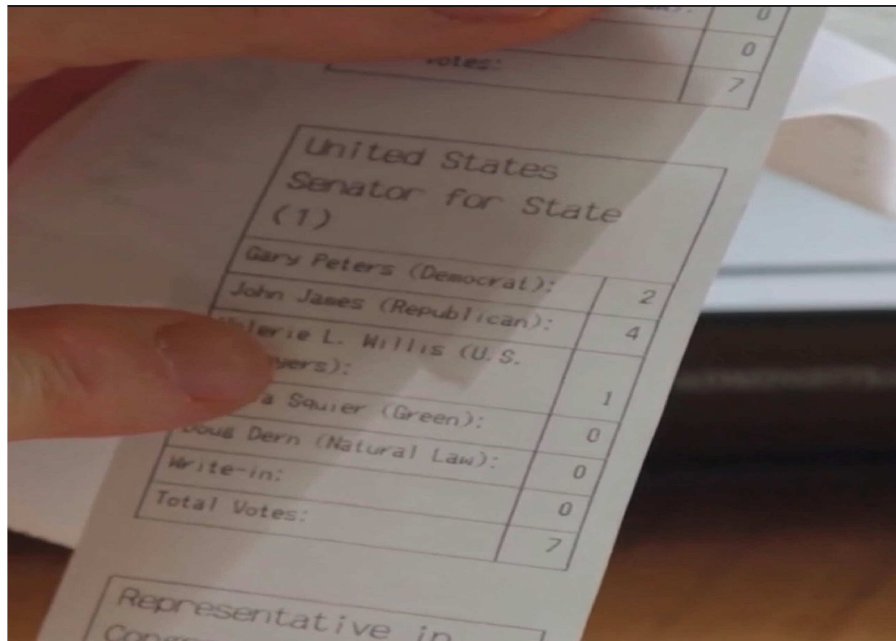 0
0
Votes: 7
United States
Senator for State
(1)
Gary Peters (Democrat): 2
John James (Republican): 4
L. Willis (U.S. 1
Squier (Green): 0
Doug Dern (Natural Law): 0
Write-in: 0
Total Votes: 7
Representative in